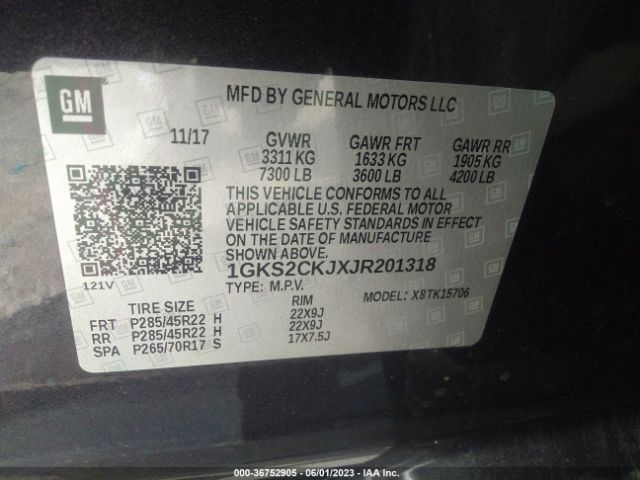 GM
MFD BY GENERAL MOTORS LLC
11/17 GVWR GAWR FRT GAWR RR
3311 KG 1633 KG 1905 KG
7300 LB 3600 LB 4200 LB
THIS VEHICLE CONFORMS TO ALL
APPLICABLE U.S. FEDERAL MOTOR
VEHICLE SAFETY STANDARDS IN EFFECT
ON THE DATE OF MANUFACTURE
SHOWN ABOVE.
121V 1GKS2CKJXJR201318
TYPE: M.P.V. MODEL: X8TK15706
TIRE SIZE RIM
FRT P285/45R22 H 22X9J
RR P285/45R22 H 22X9J
SPA P265/70R17 S 17X7.5J
000-36752905 - 06/01/2023 - IAA Inc.